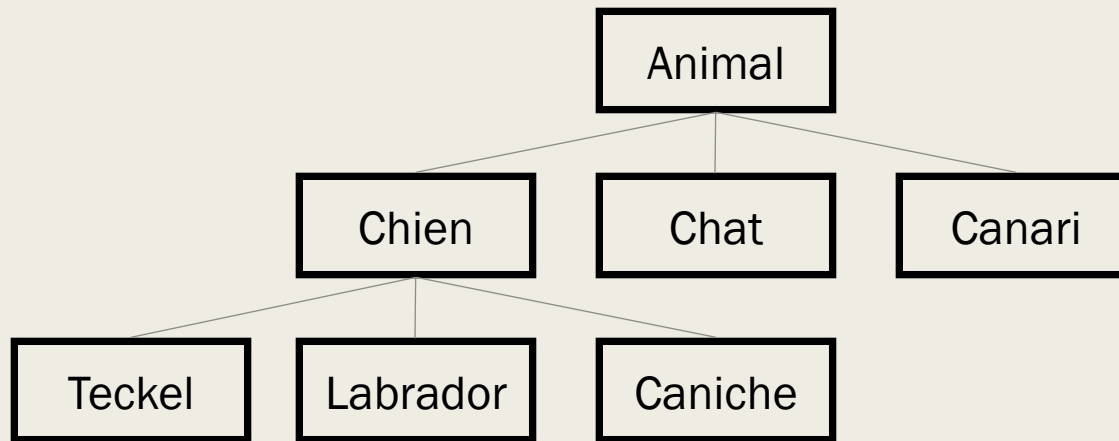 Animal
Chien
Chat
Canari
Teckel
Labrador
Caniche